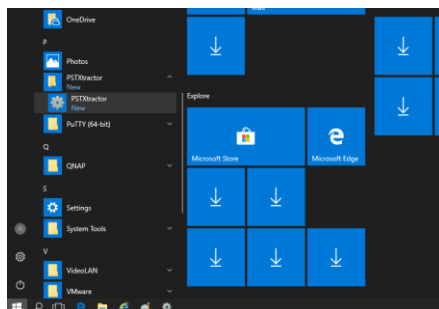 OneDrive
P
Photos
PSTXtractor
New
PSTXtractor
New
PuTTY (64-bit)
Q
QNAP
S
Settings
System Tools
V
VideoLAN
VMware
Mail
Explore
Microsoft Store
Microsoft Edge